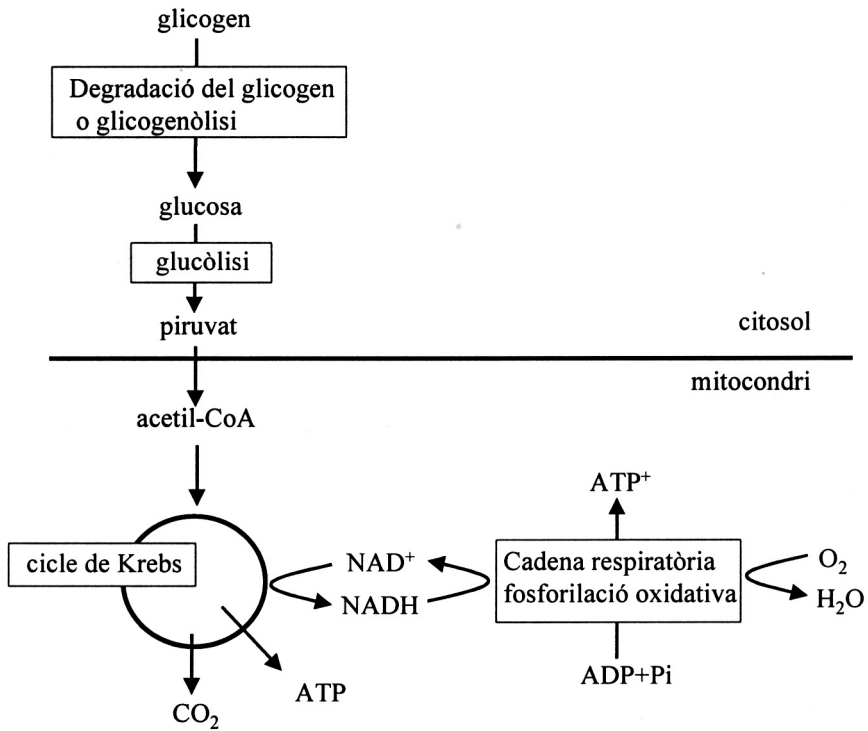 glicogen
Degradació del glicogen
o glicogenòlisi
glucosa
glucòlisi
piruvat
citosol
mitocondri
acetil-CoA
cicle de Krebs
NAD⁺
NADH
ATP
CO₂
ATP⁺
Cadena respiratòria
fosforilació oxidativa
ADP+Pi
O₂
H₂O